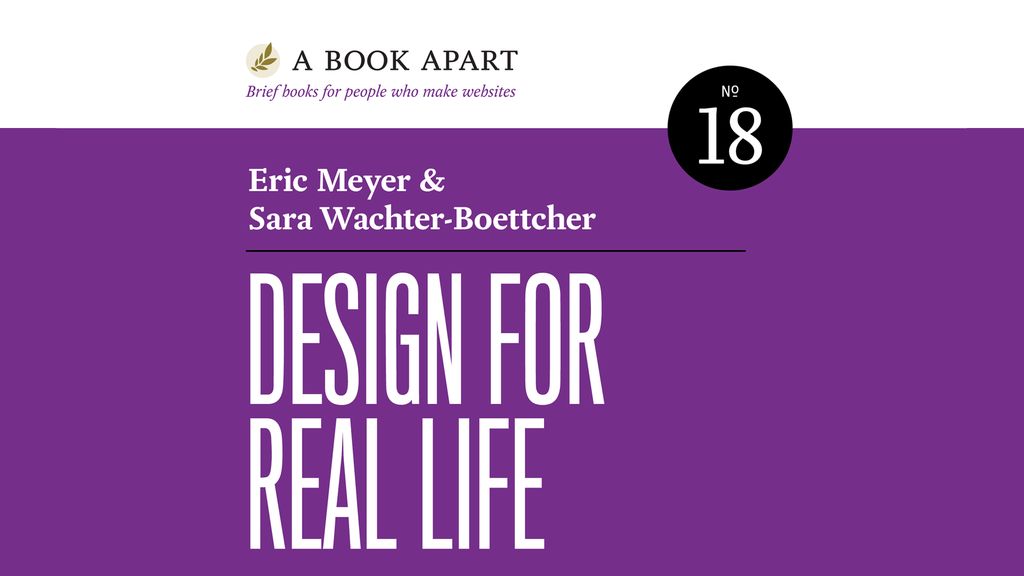 A BOOK APART
Brief books for people who make websites
Nº
18
Eric Meyer &
Sara Wachter-Boettcher
DESIGN FOR
REAL LIFE